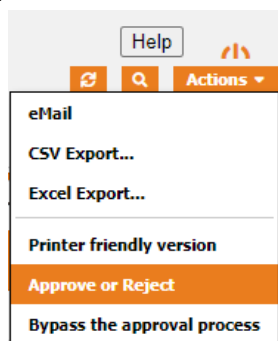 Help
Actions
eMail
CSV Export...
Excel Export...
Printer friendly version
Approve or Reject
Bypass the approval process